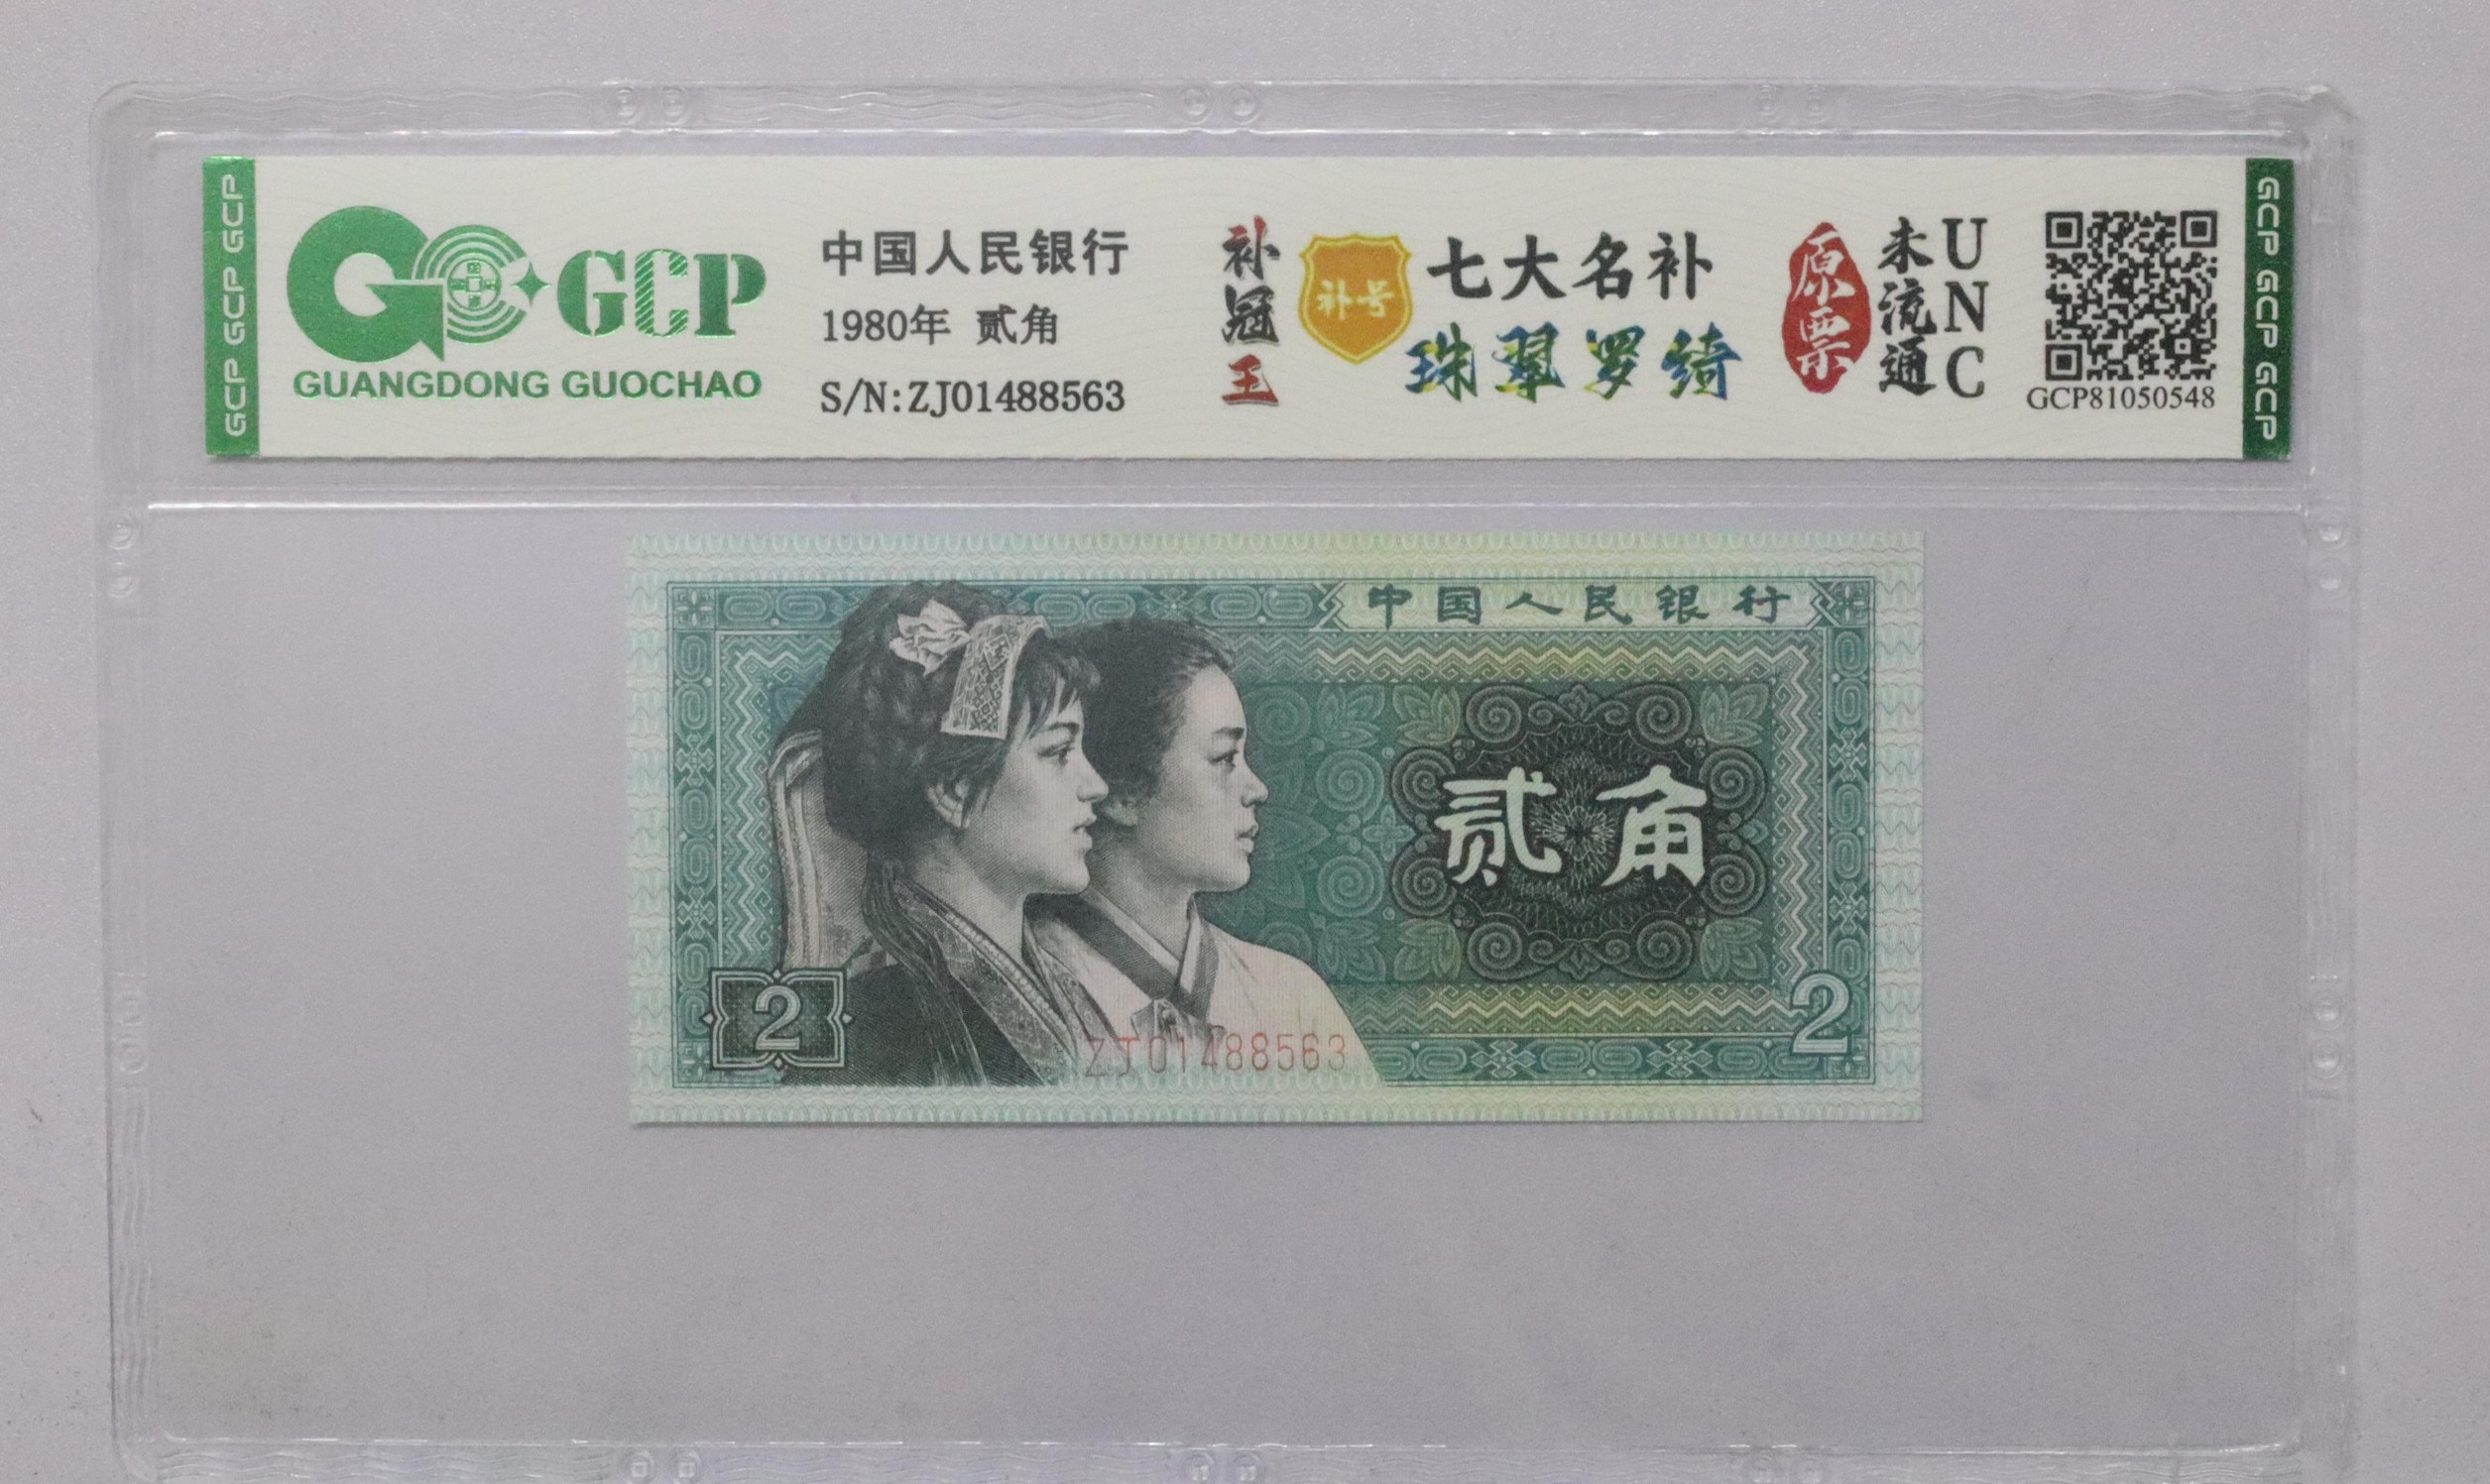 GCP GCP GCP
GCP
GUANGDONG GUOCHAO
中国人民银行
1980年 贰角
S/N:ZJ01488563
补冠王
补号
七大名补
珠翠罗绮
原票
未流通
UNC
GCP81050548
GCP GCP GCP
中国人民银行
贰角
2
ZJ01488563
2